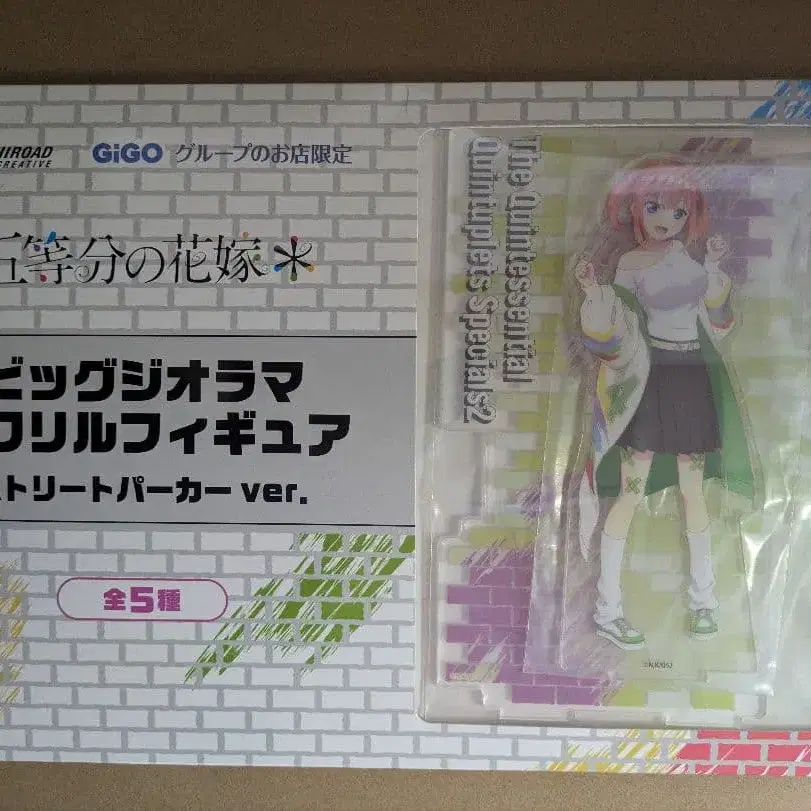 HIROAD
CREATIVE
GiGO グループのお店限定
五等分の花嫁*
ビッグジオラマ
クリルフィギュア
ストリートパーカー ver.
全5種
The Quintessential
Quintuplets Specials2